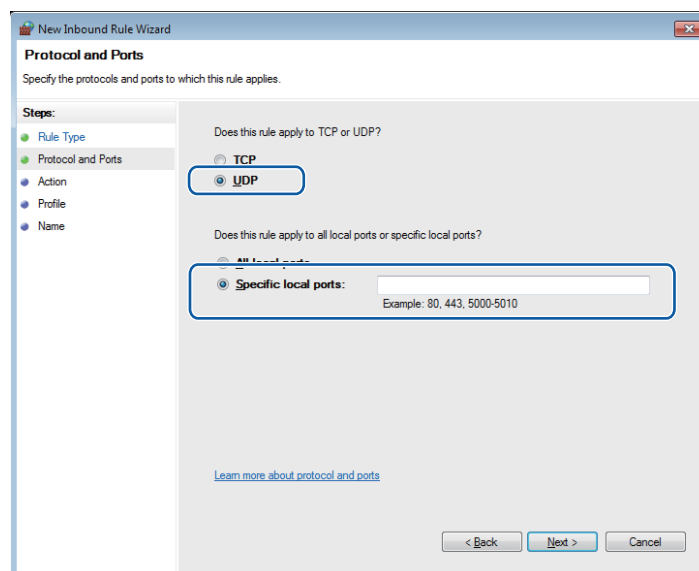 New Inbound Rule Wizard
Protocol and Ports
Specify the protocols and ports to which this rule applies.
Steps:
Rule Type
Protocol and Ports
Action
Profile
Name
Does this rule apply to TCP or UDP?
TCP
UDP
Does this rule apply to all local ports or specific local ports?
All local ports
Specific local ports:
Example: 80, 443, 5000-5010
Learn more about protocol and ports
< Back
Next >
Cancel